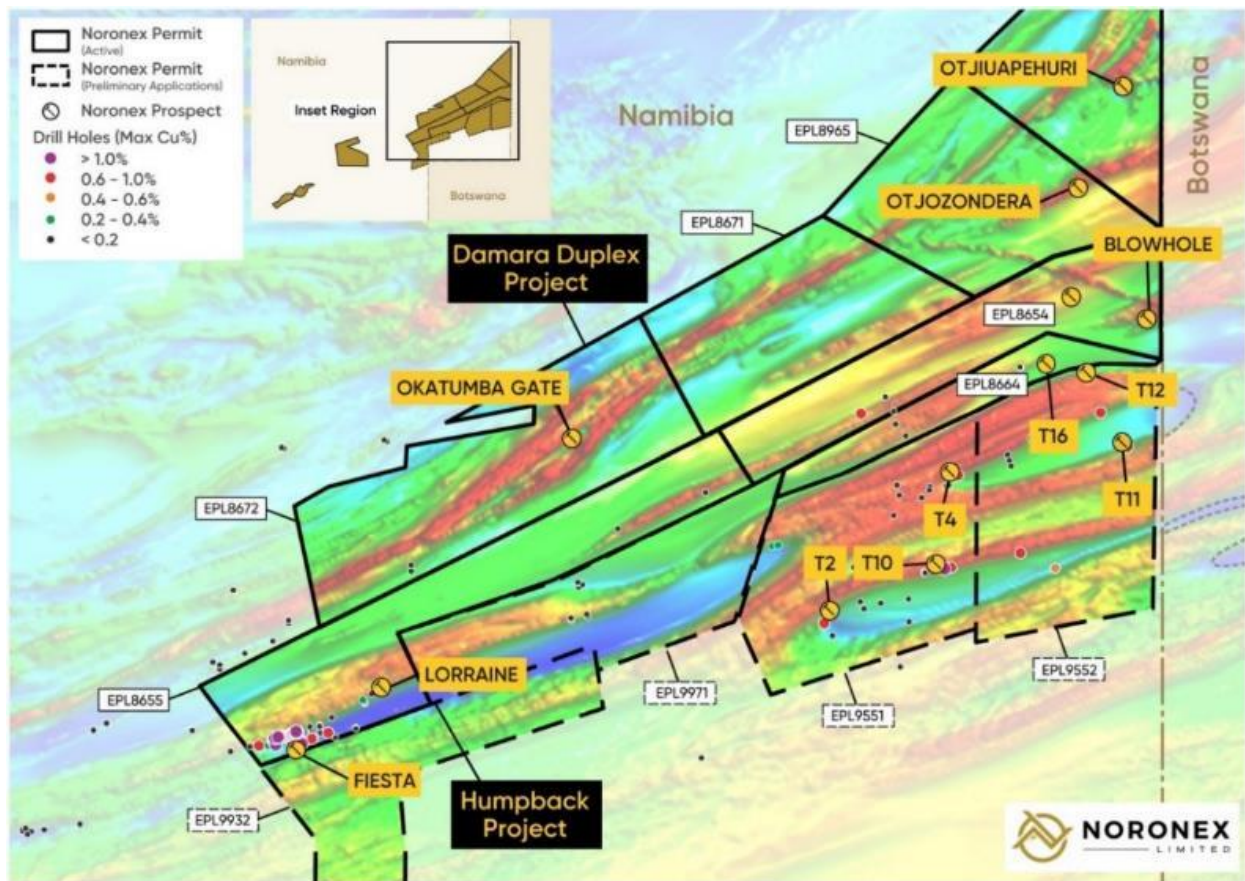 Noronex Permit
(Active)
Noronex Permit
(Preliminary Applications)
Noronex Prospect
Drill Holes (Max Cu%)
> 1.0%
0.6 - 1.0%
0.4 - 0.6%
0.2 - 0.4%
< 0.2
Namibia
Inset Region
Botswana
Namibia
Botswana
OTJIUAPEHURI
EPL8965
OTJOZONDERA
EPL8671
BLOWHOLE
Damara Duplex
Project
EPL8654
OKATUMBA GATE
EPL8664
T12
T16
T11
EPL8672
T4
T2
T10
LORRAINE
EPL8655
EPL9971
EPL9552
EPL9551
FIESTA
Humpback
Project
EPL9932
NORONEX
LIMITED